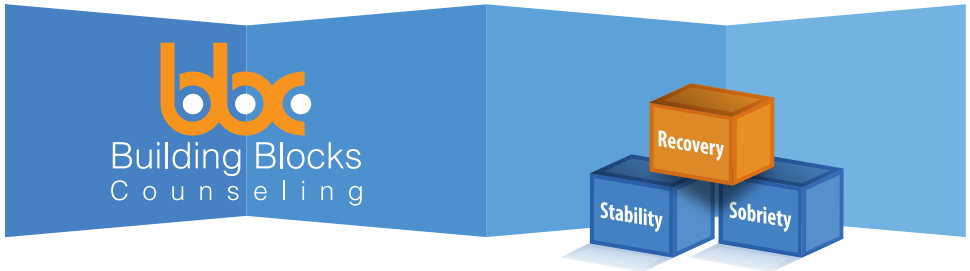 bbc
Building Blocks
Counseling
Recovery
Stability
Sobriety